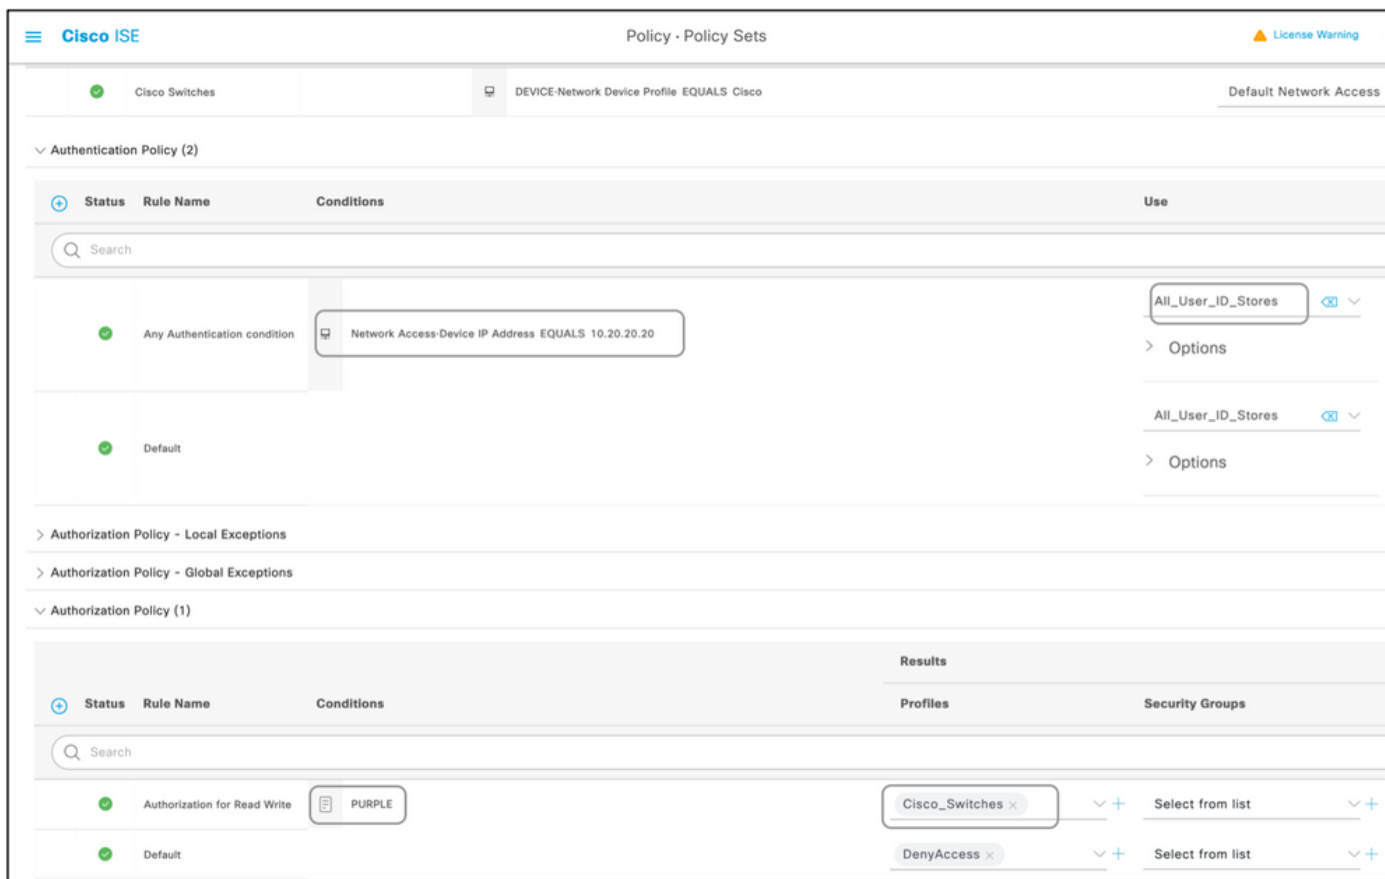 Cisco ISE Policy · Policy Sets License Warning
Cisco Switches DEVICE-Network Device Profile EQUALS Cisco Default Network Access
Authentication Policy (2)
Status Rule Name Conditions Use
Search
All_User_ID_Stores
Any Authentication condition Network Access-Device IP Address EQUALS 10.20.20.20
Options
All_User_ID_Stores
Default
Options
Authorization Policy - Local Exceptions
Authorization Policy - Global Exceptions
Authorization Policy (1)
Results
Status Rule Name Conditions Profiles Security Groups
Search
Authorization for Read Write PURPLE Cisco_Switches × Select from list
Default DenyAccess × Select from list